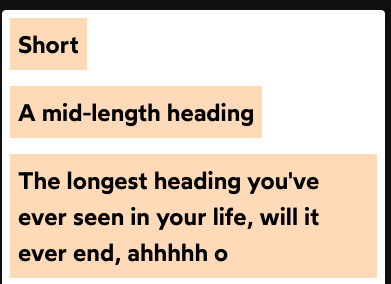 Short
A mid-length heading
The longest heading you've
ever seen in your life, will it
ever end, ahhhhh o